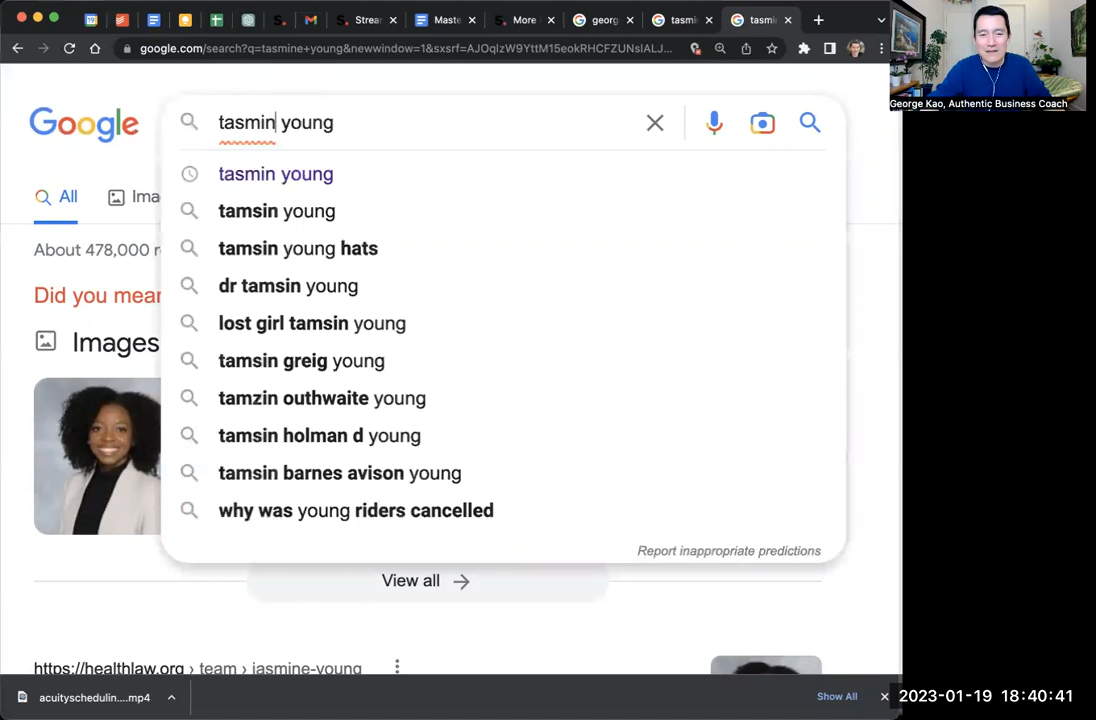 Strea
Maste
More
georg
tasmi
tasmi
google.com/search?q=tasmine+young&newwindow=1&sxsrf=AJOqlzW9YttM15eokRHCFZUNsIALJ...
George Kao, Authentic Business Coach
Google
tasmin young
All
Ima
tasmin young
tamsin young
tamsin young hats
dr tamsin young
lost girl tamsin young
tamsin greig young
tamzin outhwaite young
tamsin holman d young
tamsin barnes avison young
why was young riders cancelled
Report inappropriate predictions
About 478,000 r
Did you mean
Images
View all
https://healthlaw.org › team › jasmine-young
acuityschedulin....mp4
Show All
2023-01-19 18:40:41